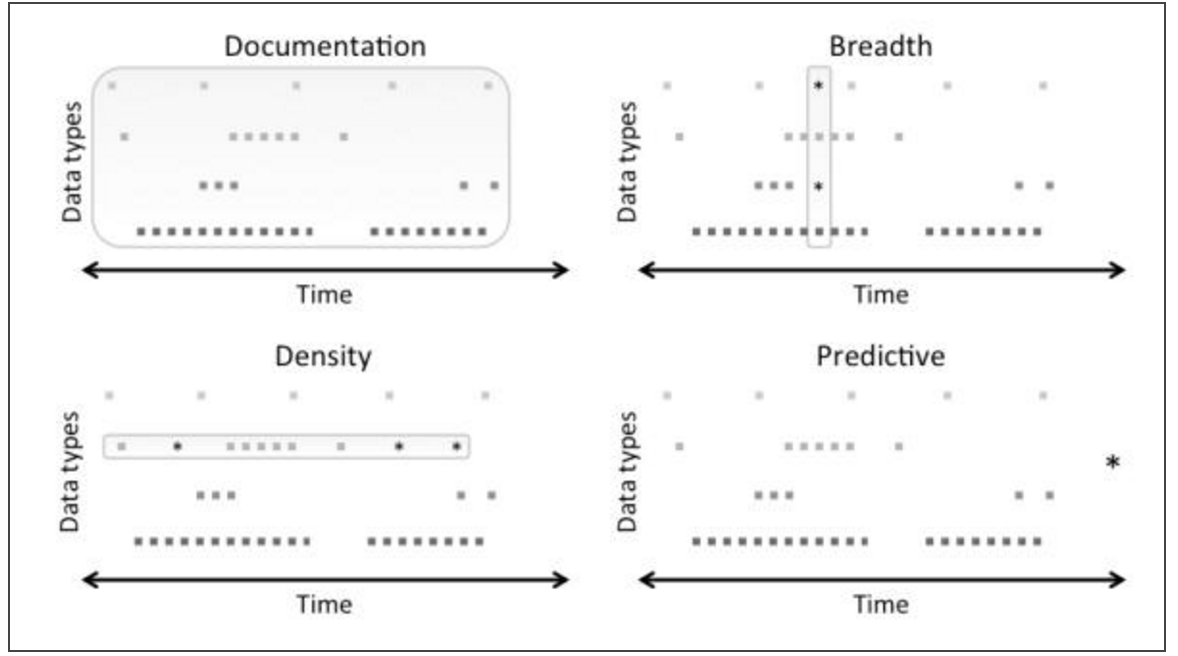 Documentation
Breadth
Data types
Data types
*
*
Time
Time
Density
Predictive
Data types
Data types
*
*
*
*
Time
Time